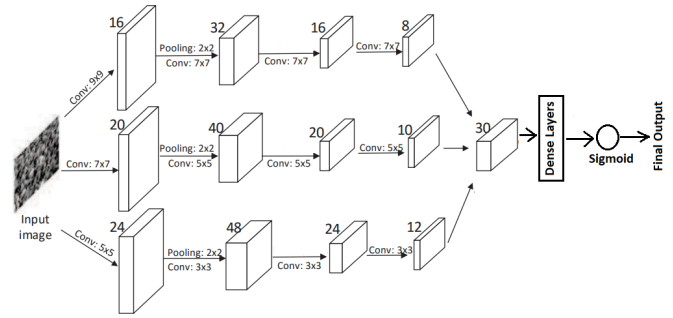 16
32
16
8
Pooling: 2x2
Conv: 7x7
Conv: 7x7
Conv: 7x7
Conv: 9x9
20
40
20
10
30
Pooling: 2x2
Conv: 7x7
Conv: 5x5
Conv: 5x5
Conv: 5x5
Dense Layers
Sigmoid
Final Output
Input
image
Conv: 5x5
24
48
24
12
Pooling: 2x2
Conv: 3x3
Conv: 3x3
Conv: 3x3